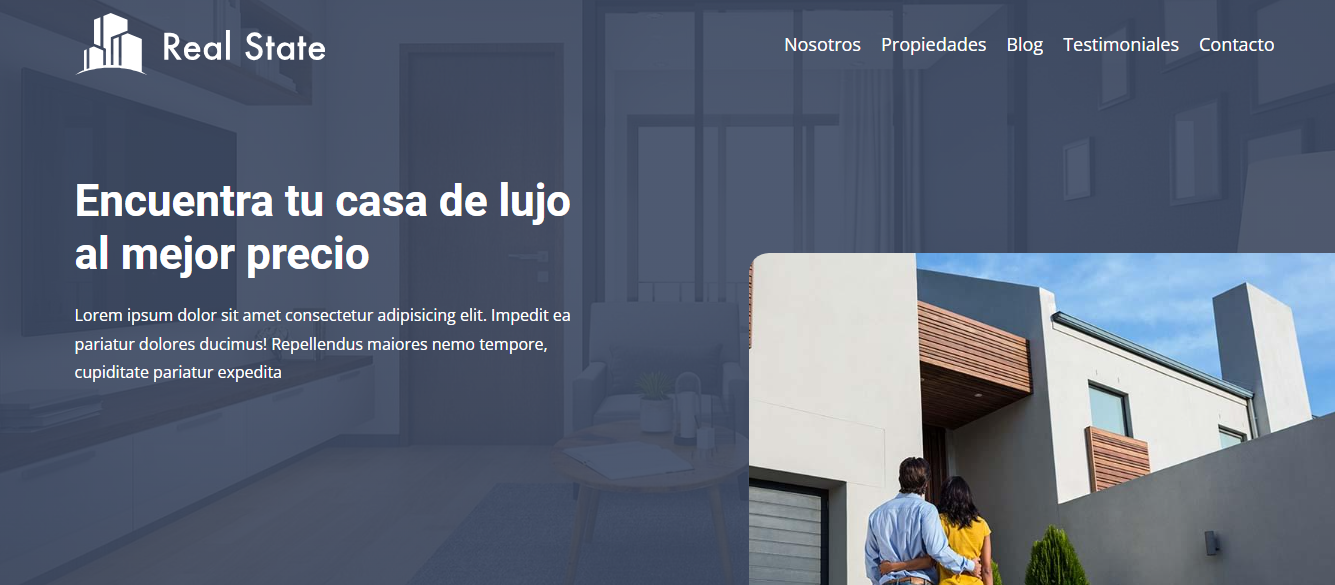 Real State
Nosotros Propiedades Blog Testimoniales Contacto
Encuentra tu casa de lujo
al mejor precio
Lorem ipsum dolor sit amet consectetur adipisicing elit. Impedit ea
pariatur dolores ducimus! Repellendus maiores nemo tempore,
cupiditate pariatur expedita